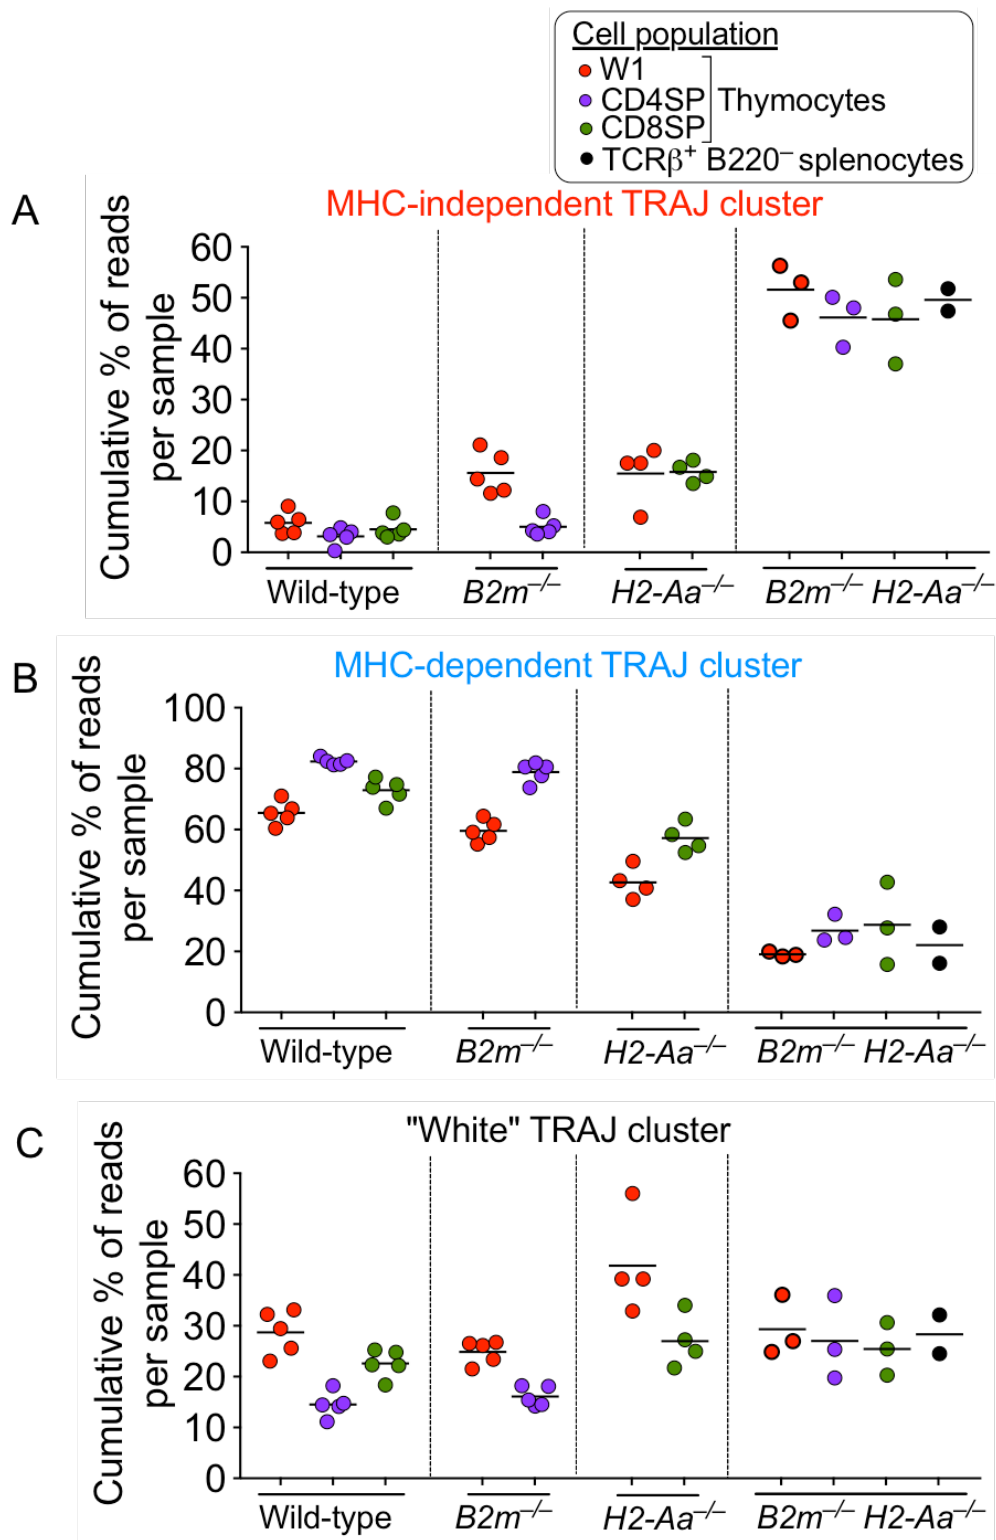 Cell population
W1
CD4SP
Thymocytes
CD8SP
TCRβ⁺ B220⁻ splenocytes
A
MHC-independent TRAJ cluster
Cumulative % of reads
per sample
60
50
40
30
20
10
0
Wild-type
B2m⁻/⁻
H2-Aa⁻/⁻
B2m⁻/⁻ H2-Aa⁻/⁻
B
MHC-dependent TRAJ cluster
Cumulative % of reads
per sample
100
80
60
40
20
0
Wild-type
B2m⁻/⁻
H2-Aa⁻/⁻
B2m⁻/⁻ H2-Aa⁻/⁻
C
"White" TRAJ cluster
Cumulative % of reads
per sample
60
50
40
30
20
10
0
Wild-type
B2m⁻/⁻
H2-Aa⁻/⁻
B2m⁻/⁻ H2-Aa⁻/⁻